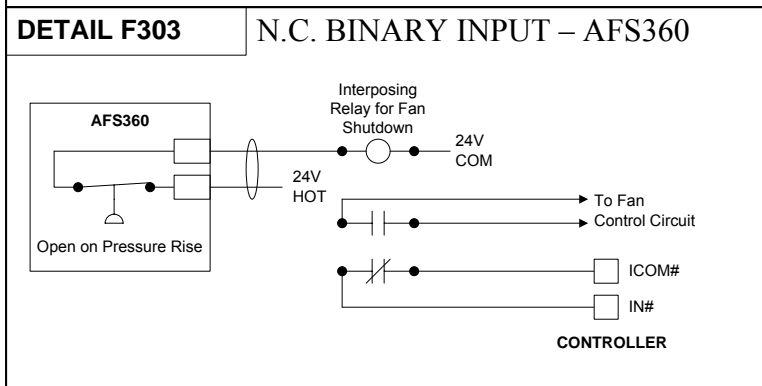 DETAIL F303
N.C. BINARY INPUT – AFS360
Interposing
Relay for Fan
Shutdown
AFS360
24V
COM
24V
HOT
To Fan
Control Circuit
Open on Pressure Rise
ICOM#
IN#
CONTROLLER